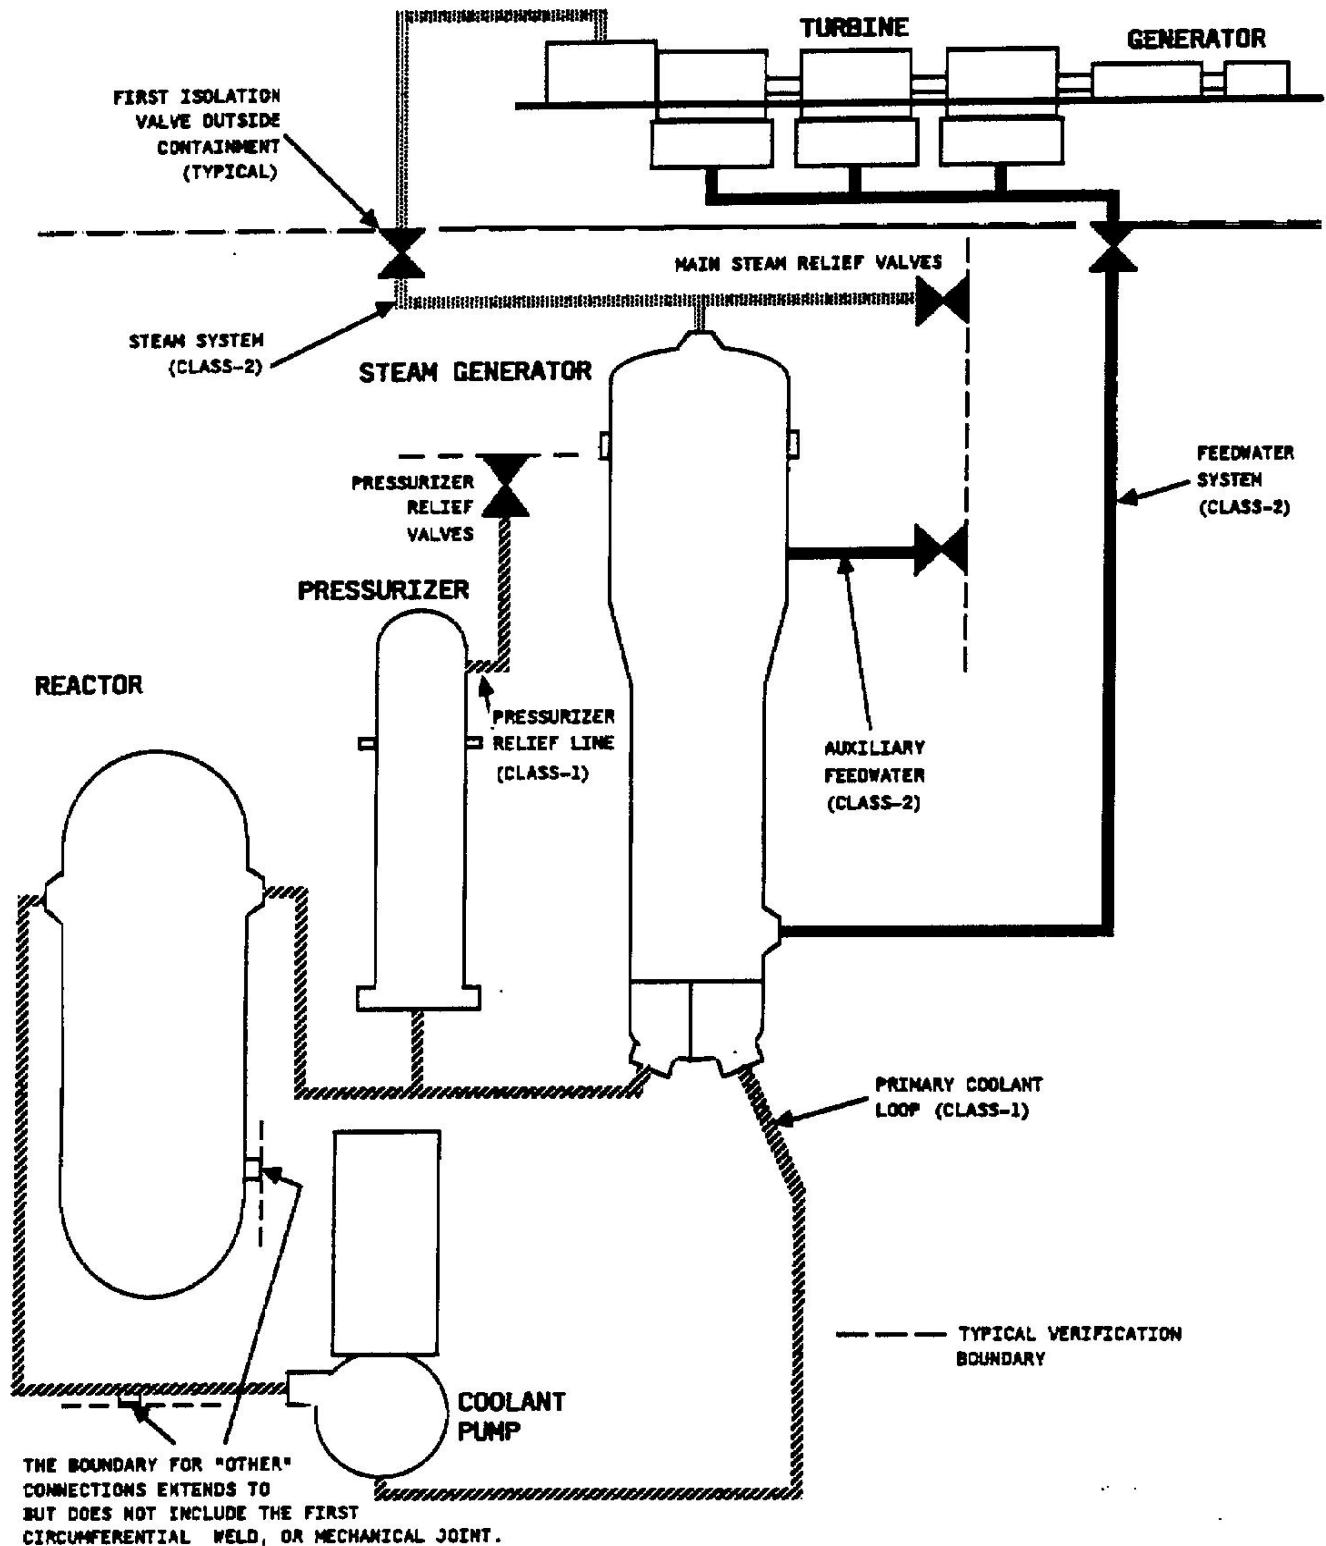 TURBINE
GENERATOR
FIRST ISOLATION
VALVE OUTSIDE
CONTAINMENT
(TYPICAL)
MAIN STEAM RELIEF VALVES
STEAM SYSTEM
(CLASS-2)
STEAM GENERATOR
FEEDWATER
SYSTEM
(CLASS-2)
PRESSURIZER
RELIEF
VALVES
PRESSURIZER
REACTOR
PRESSURIZER
RELIEF LINE
(CLASS-1)
AUXILIARY
FEEDWATER
(CLASS-2)
PRIMARY COOLANT
LOOP (CLASS-1)
TYPICAL VERIFICATION
BOUNDARY
COOLANT
PUMP
THE BOUNDARY FOR "OTHER"
CONNECTIONS EXTENDS TO
BUT DOES NOT INCLUDE THE FIRST
CIRCUMFERENTIAL WELD, OR MECHANICAL JOINT.